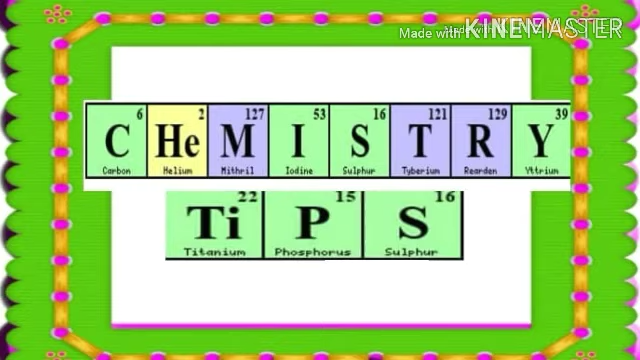 Made with KINEMASTER
6 2 127 53 16 121 129 39
C He M I S T R Y
Carbon Helium Mithril Iodine Sulphur Tyberium Rearden Yttrium
22 15 16
Ti P S
Titanium Phosphorus Sulphur